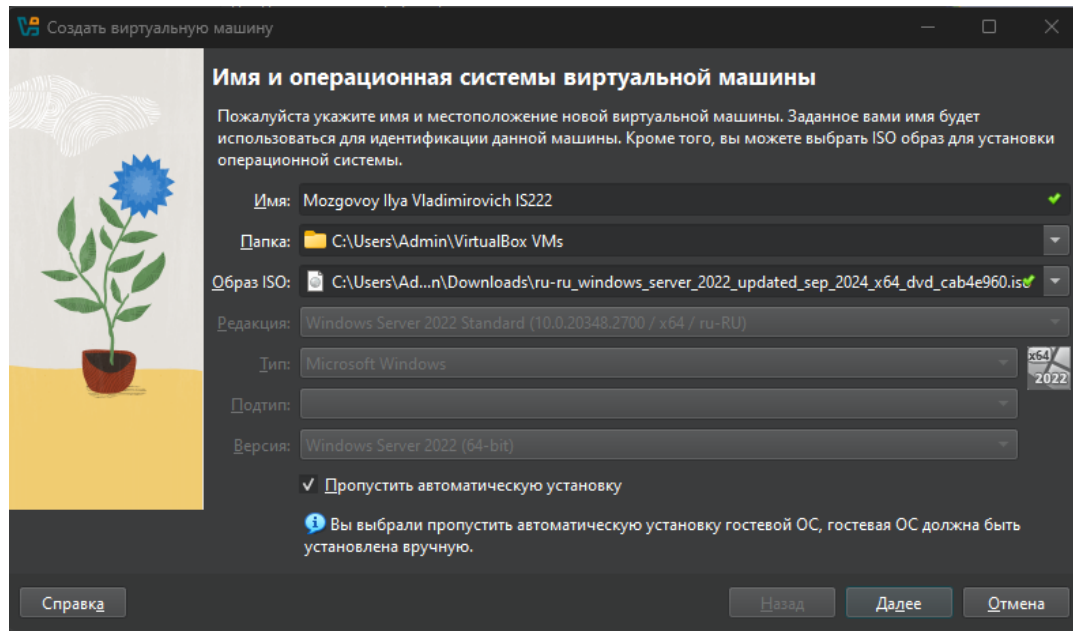 Создать виртуальную машину
Имя и операционная системы виртуальной машины
Пожалуйста укажите имя и местоположение новой виртуальной машины. Заданное вами имя будет
использоваться для идентификации данной машины. Кроме того, вы можете выбрать ISO образ для установки
операционной системы.
Имя: Mozgovoy Ilya Vladimirovich IS222
Папка: C:\Users\Admin\VirtualBox VMs
Образ ISO: C:\Users\Ad...n\Downloads\ru-ru_windows_server_2022_updated_sep_2024_x64_dvd_cab4e960.iso
Редакция: Windows Server 2022 Standard (10.0.20348.2700 / x64 / ru-RU)
Тип: Microsoft Windows
x64
2022
Подтип:
Версия: Windows Server 2022 (64-bit)
Пропустить автоматическую установку
Вы выбрали пропустить автоматическую установку гостевой ОС, гостевая ОС должна быть
установлена вручную.
Справка Назад Далее Отмена